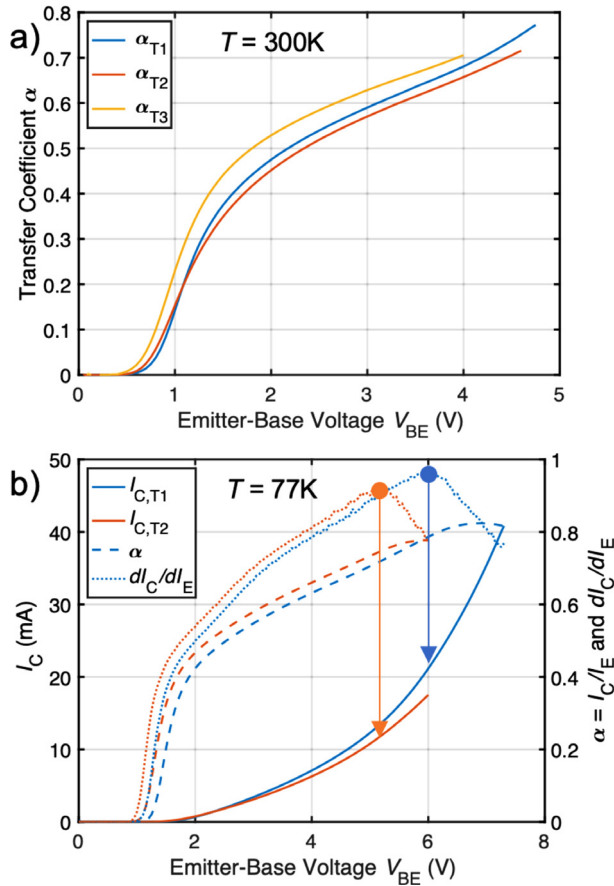 a)
T = 300K
α_T1
α_T2
α_T3
Transfer Coefficient α
0.8
0.7
0.6
0.5
0.4
0.3
0.2
0.1
0
0 1 2 3 4 5
Emitter-Base Voltage V_BE (V)
b)
T = 77K
I_C,T1
I_C,T2
α
dI_C/dI_E
I_C (mA)
50
40
30
20
10
0
1
0.8
0.6
0.4
0.2
0
α = I_C/I_E and dI_C/dI_E
0 2 4 6 8
Emitter-Base Voltage V_BE (V)